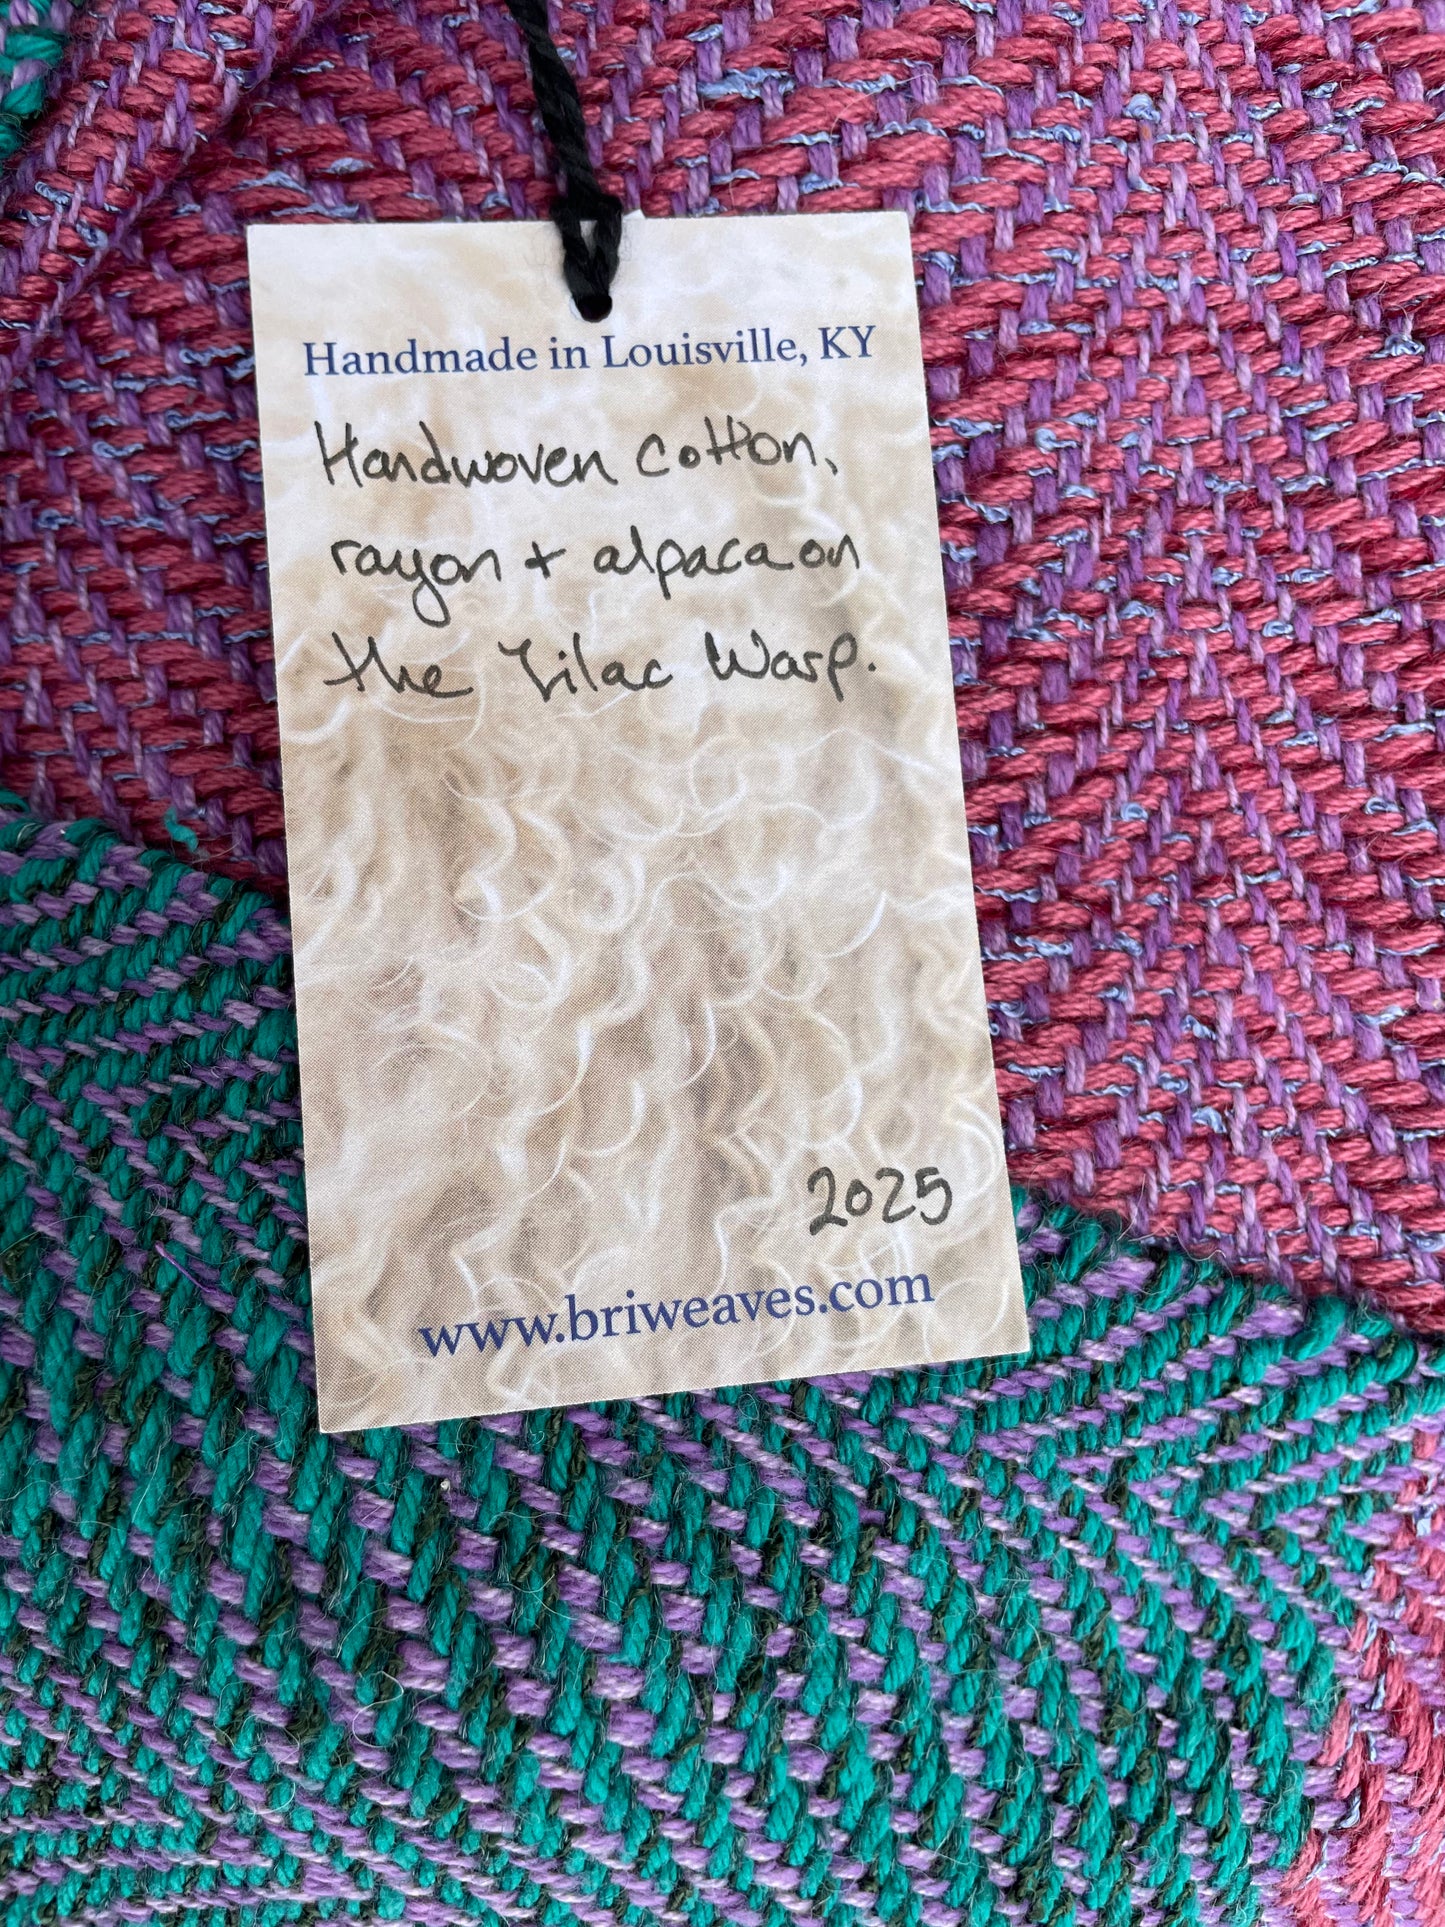 Handmade in Louisville, KY
Handwoven cotton,
rayon + alpaca on
the Lilac Warp.
2025
www.briweaves.com